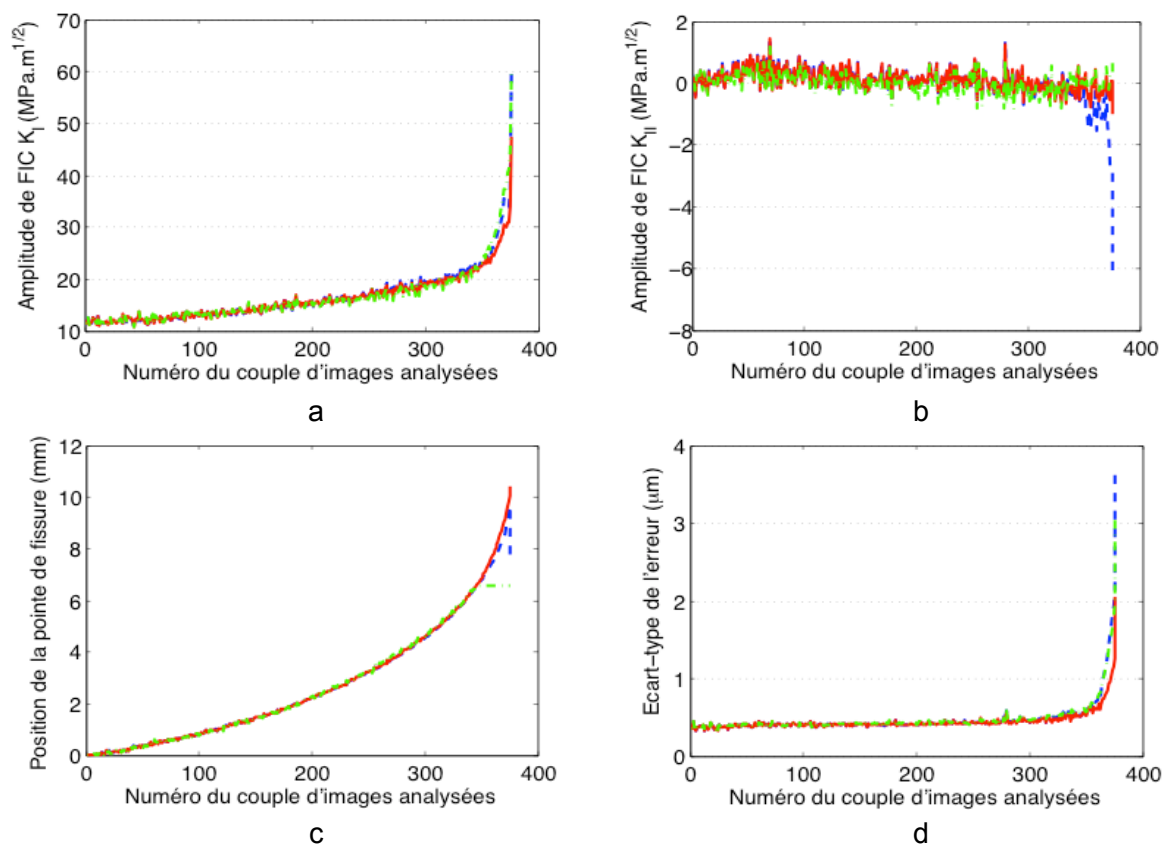 70
60
50
40
30
20
10
Amplitude de FIC K_I (MPa.m^1/2)
0 100 200 300 400
Numéro du couple d'images analysées
a
2
0
−2
−4
−6
−8
Amplitude de FIC K_II (MPa.m^1/2)
0 100 200 300 400
Numéro du couple d'images analysées
b
12
10
8
6
4
2
0
Position de la pointe de fissure (mm)
0 100 200 300 400
Numéro du couple d'images analysées
c
4
3
2
1
0
Ecart−type de l'erreur (μm)
0 100 200 300 400
Numéro du couple d'images analysées
d